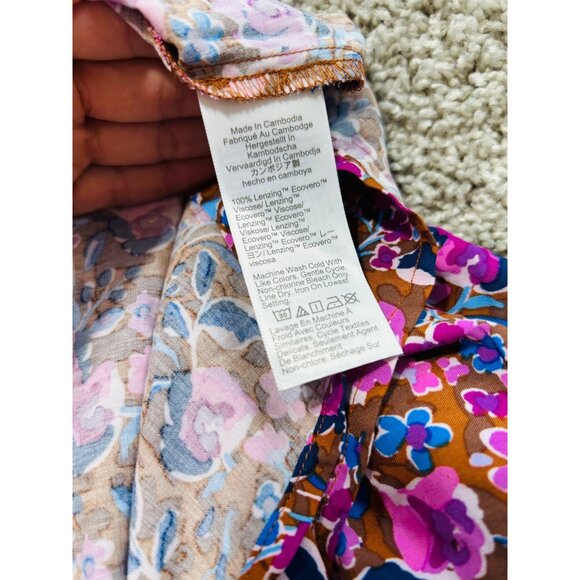 Made In Cambodia
Fabriqué Au Cambodge
Hergestellt In
Kambodscha
Vervaardigd In Cambodja
カンボジア製
hecho en camboya
100% Lenzing™ Ecovero™
Viscose/ Lenzing™
Ecovero™ Viscose/
Lenzing™ Ecovero™
Viskose/ Lenzing™
Ecovero™ Viscose/
Lenzing™ Ecovero™ レー
ヨン/ Lenzing™ Ecovero™
viscosa
Machine Wash Cold With
Like Colors. Gentle Cycle.
Non-chlorine Bleach Only.
Line Dry. Iron On Lowest
Setting.
30
Lavage En Machine À
Froid Avec Couleurs
Similaires. Cycle Textiles
Délicats. Seulement Agent
De Blanchiment
Non-chloré. Séchage Sur